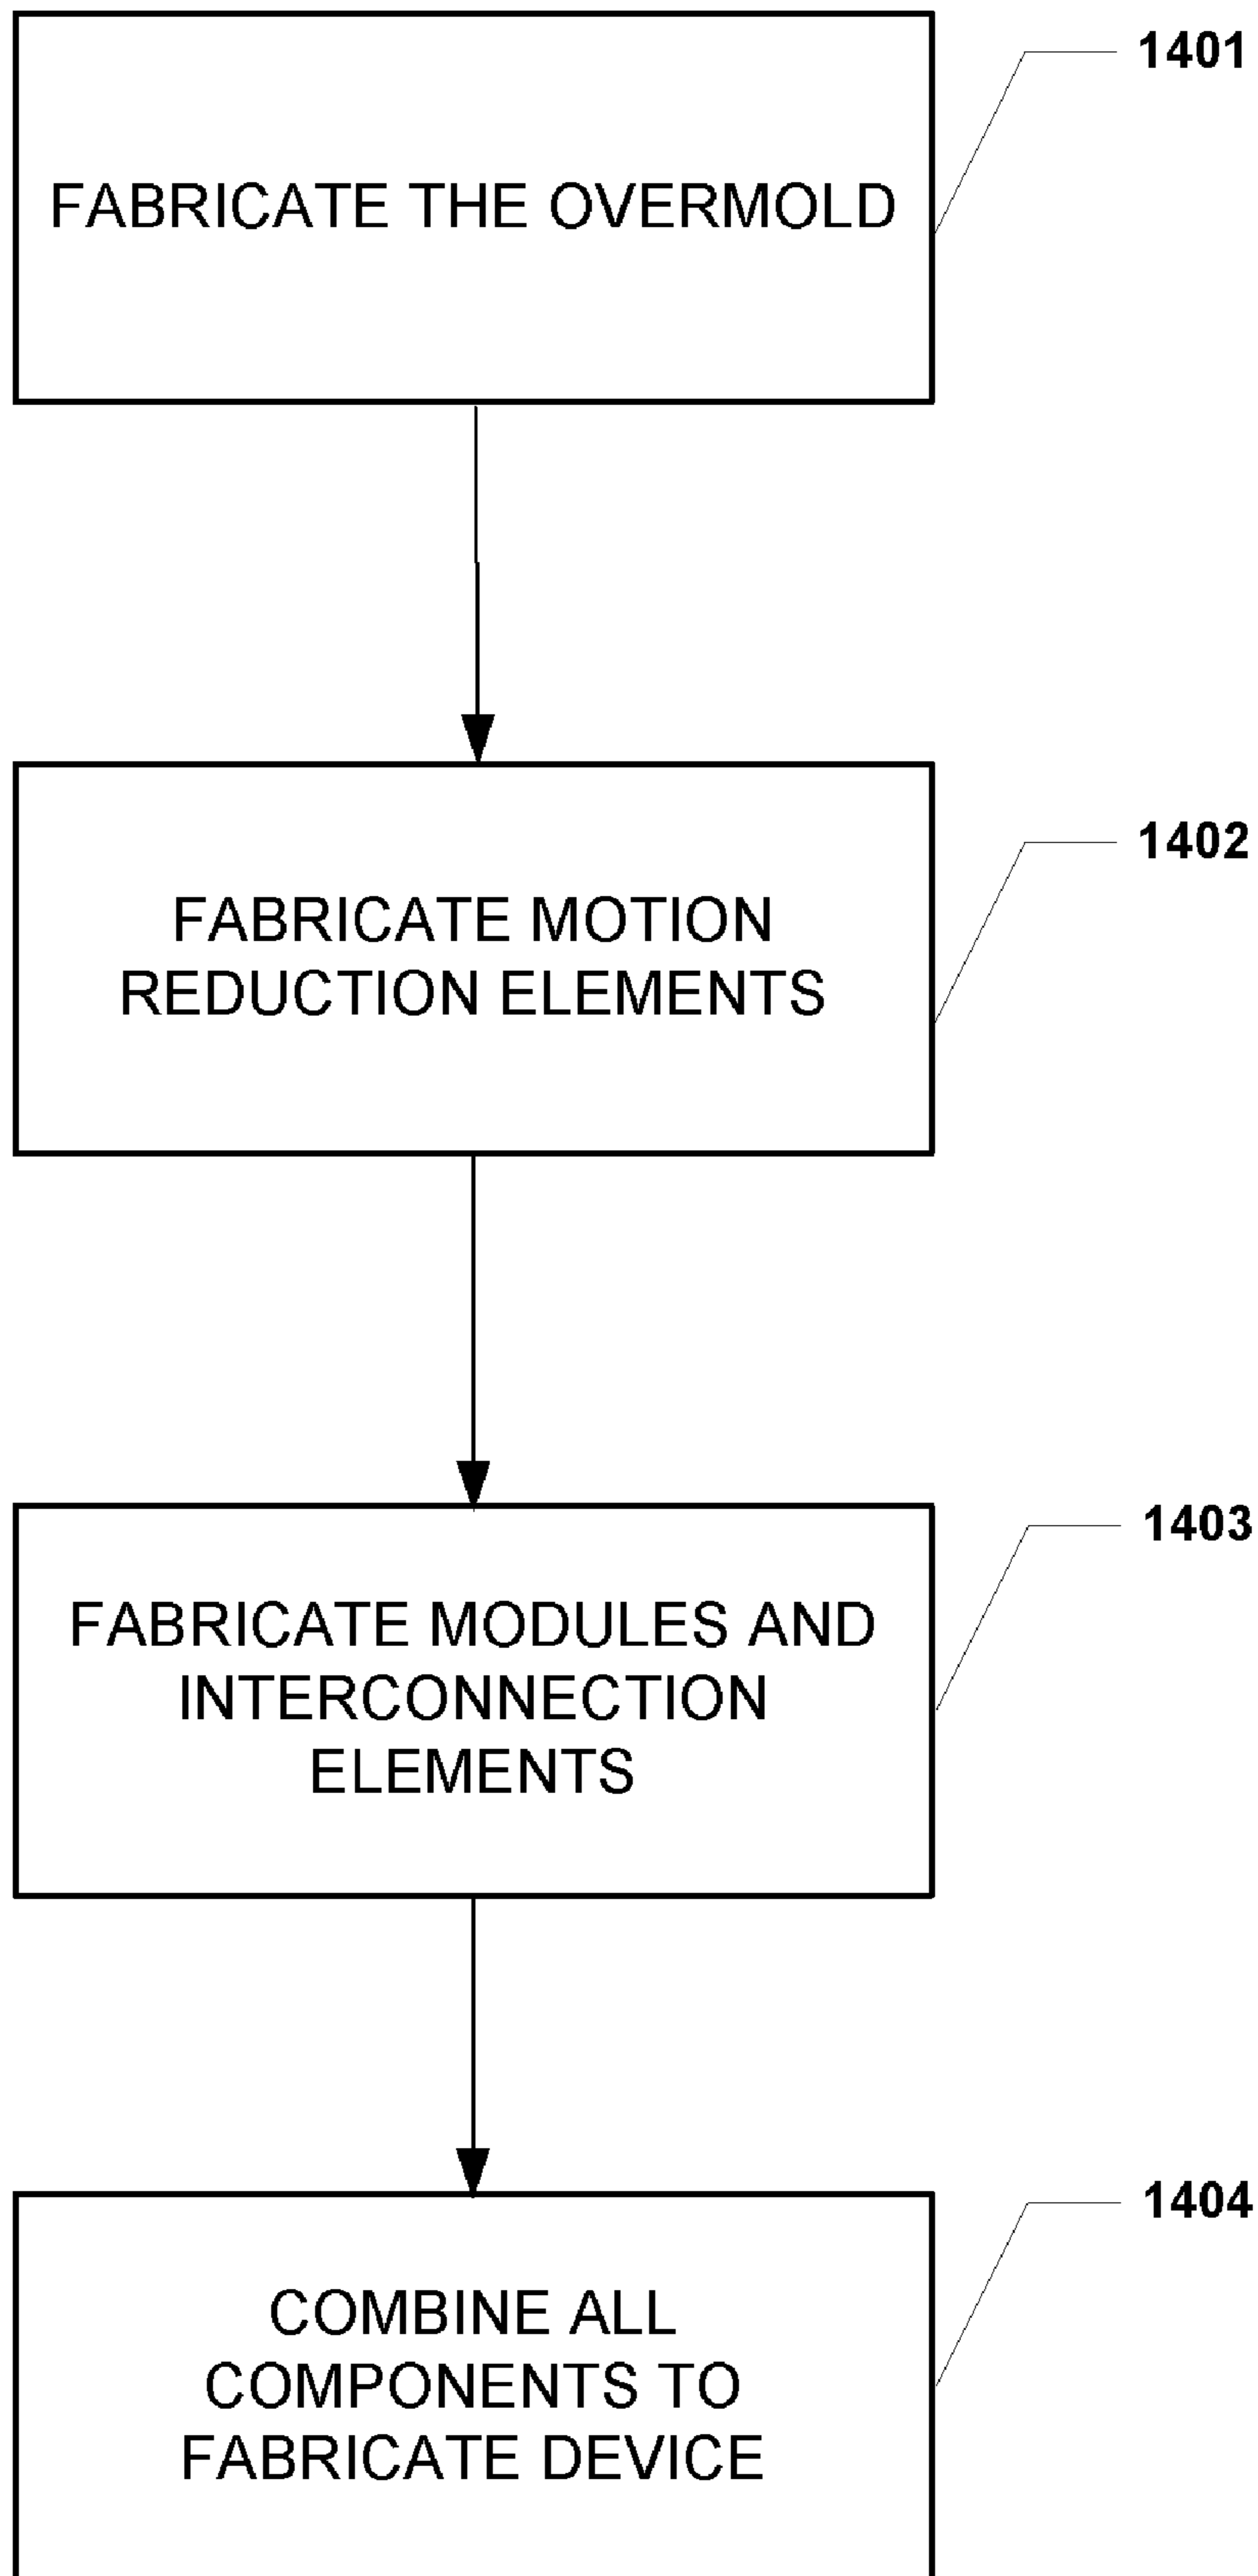 1401
FABRICATE THE OVERMOLD
1402
FABRICATE MOTION
REDUCTION ELEMENTS
1403
FABRICATE MODULES AND
INTERCONNECTION
ELEMENTS
1404
COMBINE ALL
COMPONENTS TO
FABRICATE DEVICE